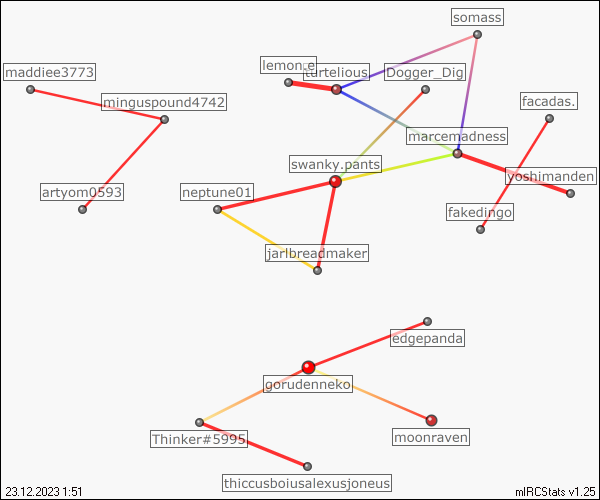 somass
lemon.e
turtelious
Dogger_Dig
maddiee3773
minguspound4742
facadas.
marcemadness
swanky.pants
yoshimanden
artyom0593
neptune01
fakedingo
jarlbreadmaker
edgepanda
gorudenneko
Thinker#5995
moonraven
thiccusboiusalexusjoneus
23.12.2023 1:51
mIRCStats v1.25